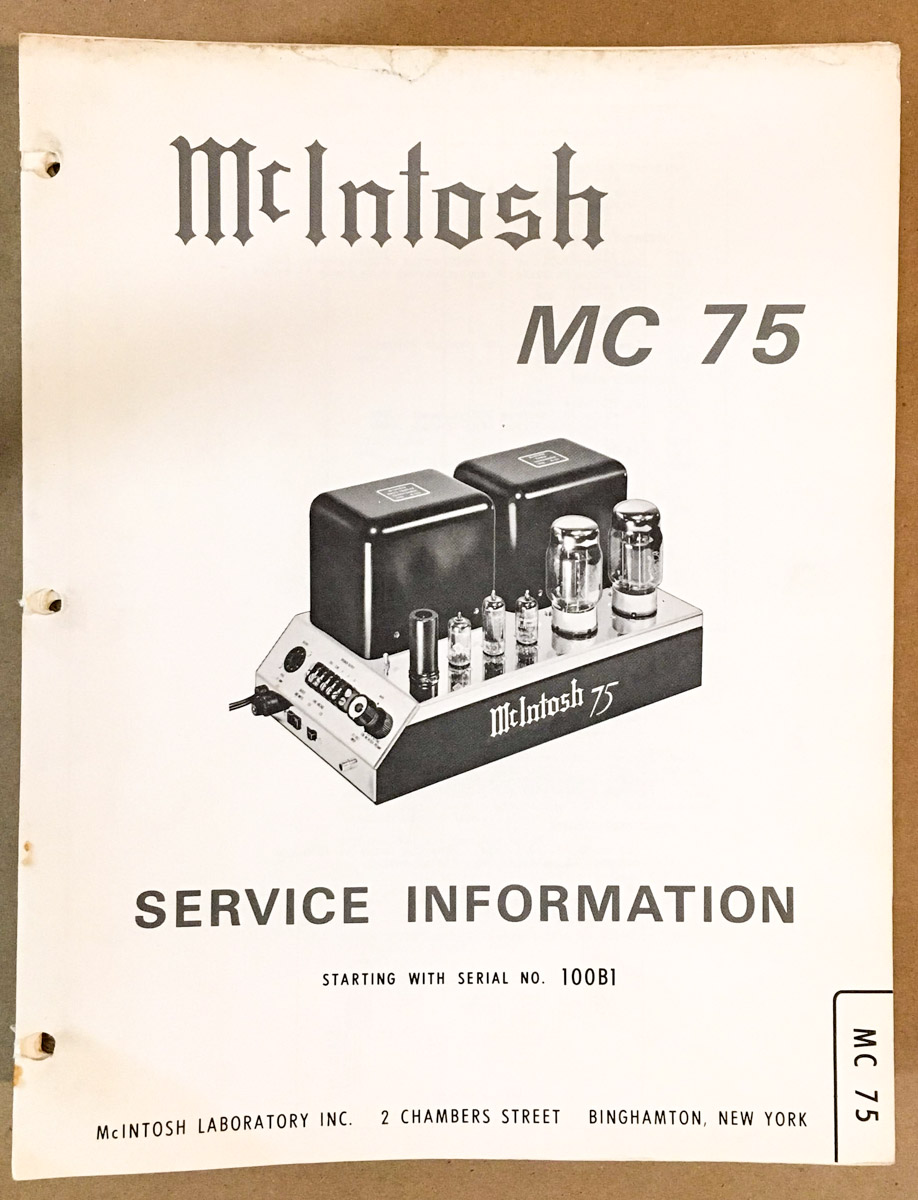 McIntosh
MC 75
McIntosh 75
SERVICE INFORMATION
STARTING WITH SERIAL NO. 100B1
MC 75
McINTOSH LABORATORY INC. 2 CHAMBERS STREET BINGHAMTON, NEW YORK